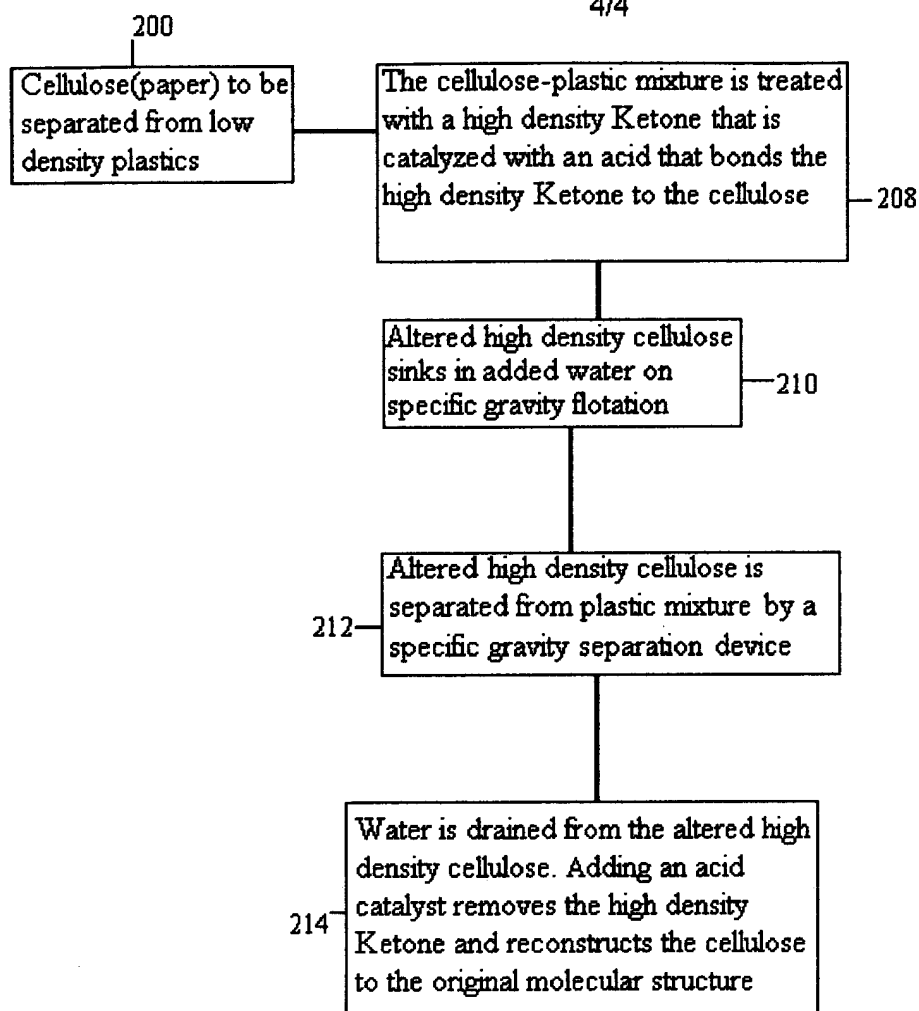 4/4
200
Cellulose(paper) to be
separated from low
density plastics
The cellulose-plastic mixture is treated
with a high density Ketone that is
catalyzed with an acid that bonds the
high density Ketone to the cellulose
208
Altered high density cellulose
sinks in added water on
specific gravity flotation
210
Altered high density cellulose is
separated from plastic mixture by a
specific gravity separation device
212
Water is drained from the altered high
density cellulose. Adding an acid
catalyst removes the high density
Ketone and reconstructs the cellulose
to the original molecular structure
214